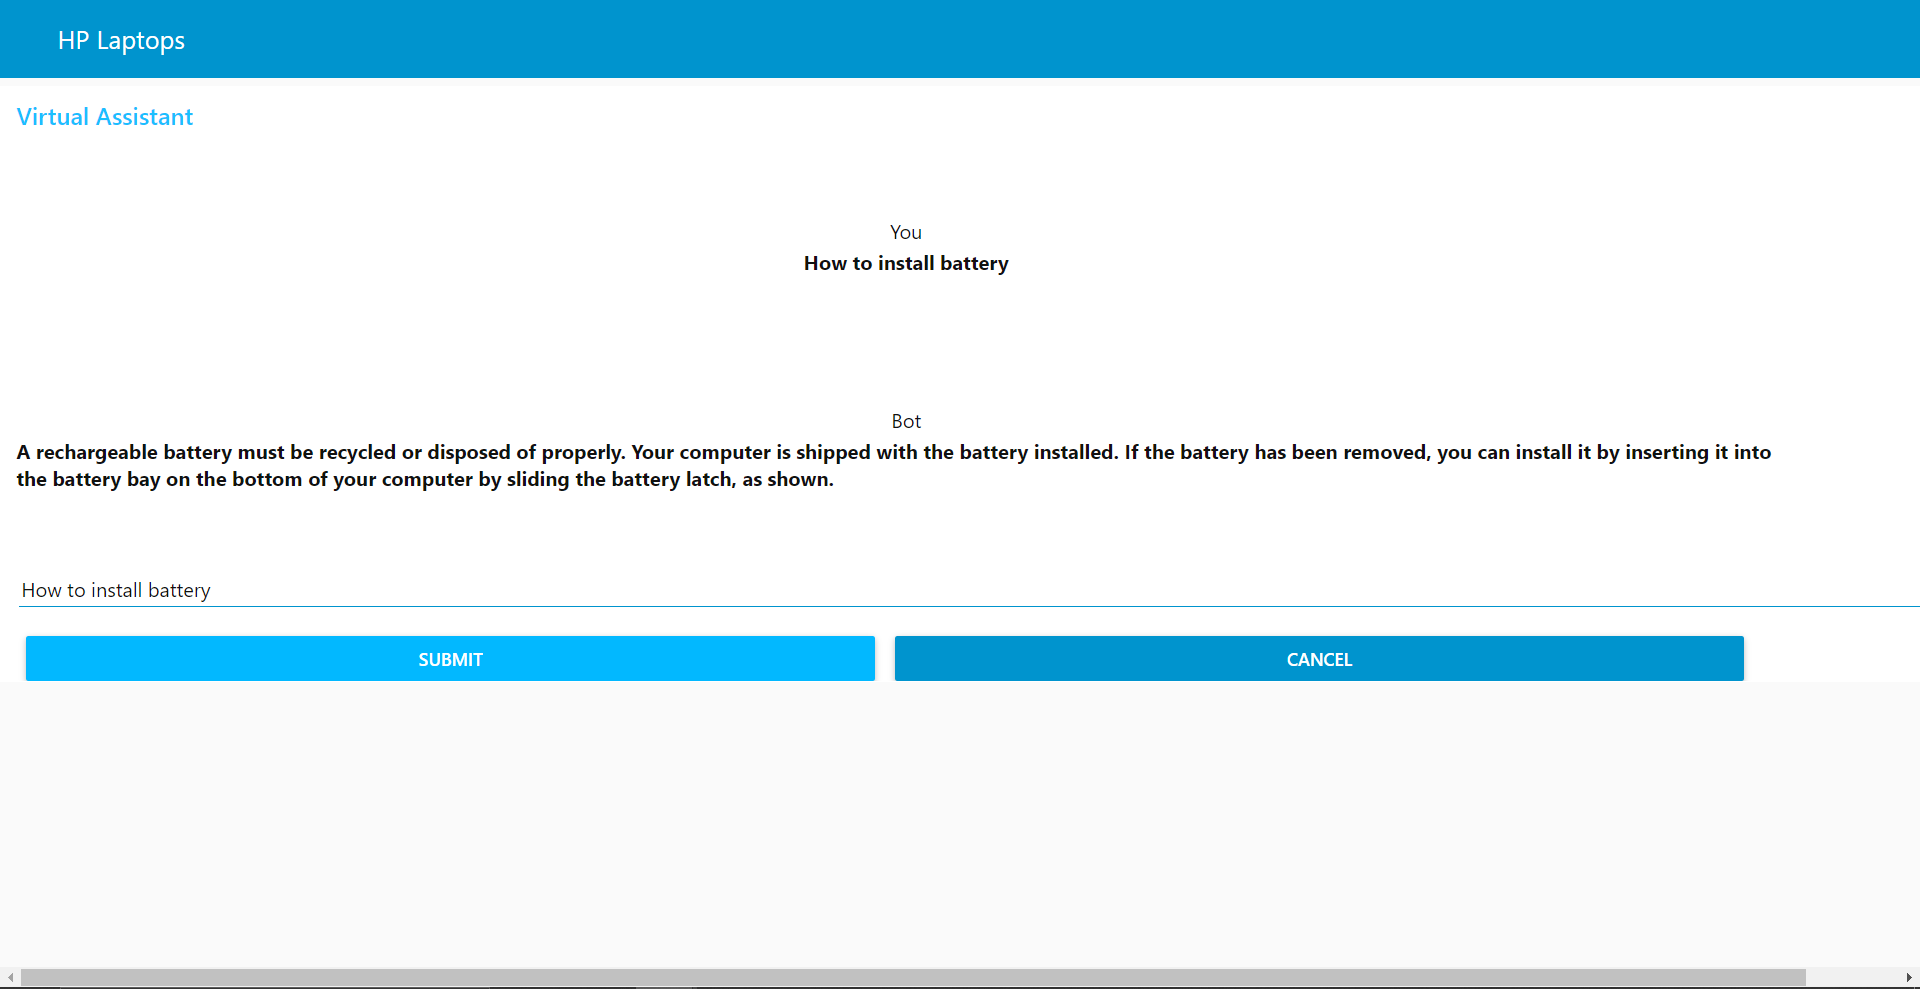 HP Laptops
Virtual Assistant
You
How to install battery
Bot
A rechargeable battery must be recycled or disposed of properly. Your computer is shipped with the battery installed. If the battery has been removed, you can install it by inserting it into
the battery bay on the bottom of your computer by sliding the battery latch, as shown.
How to install battery
SUBMIT
CANCEL